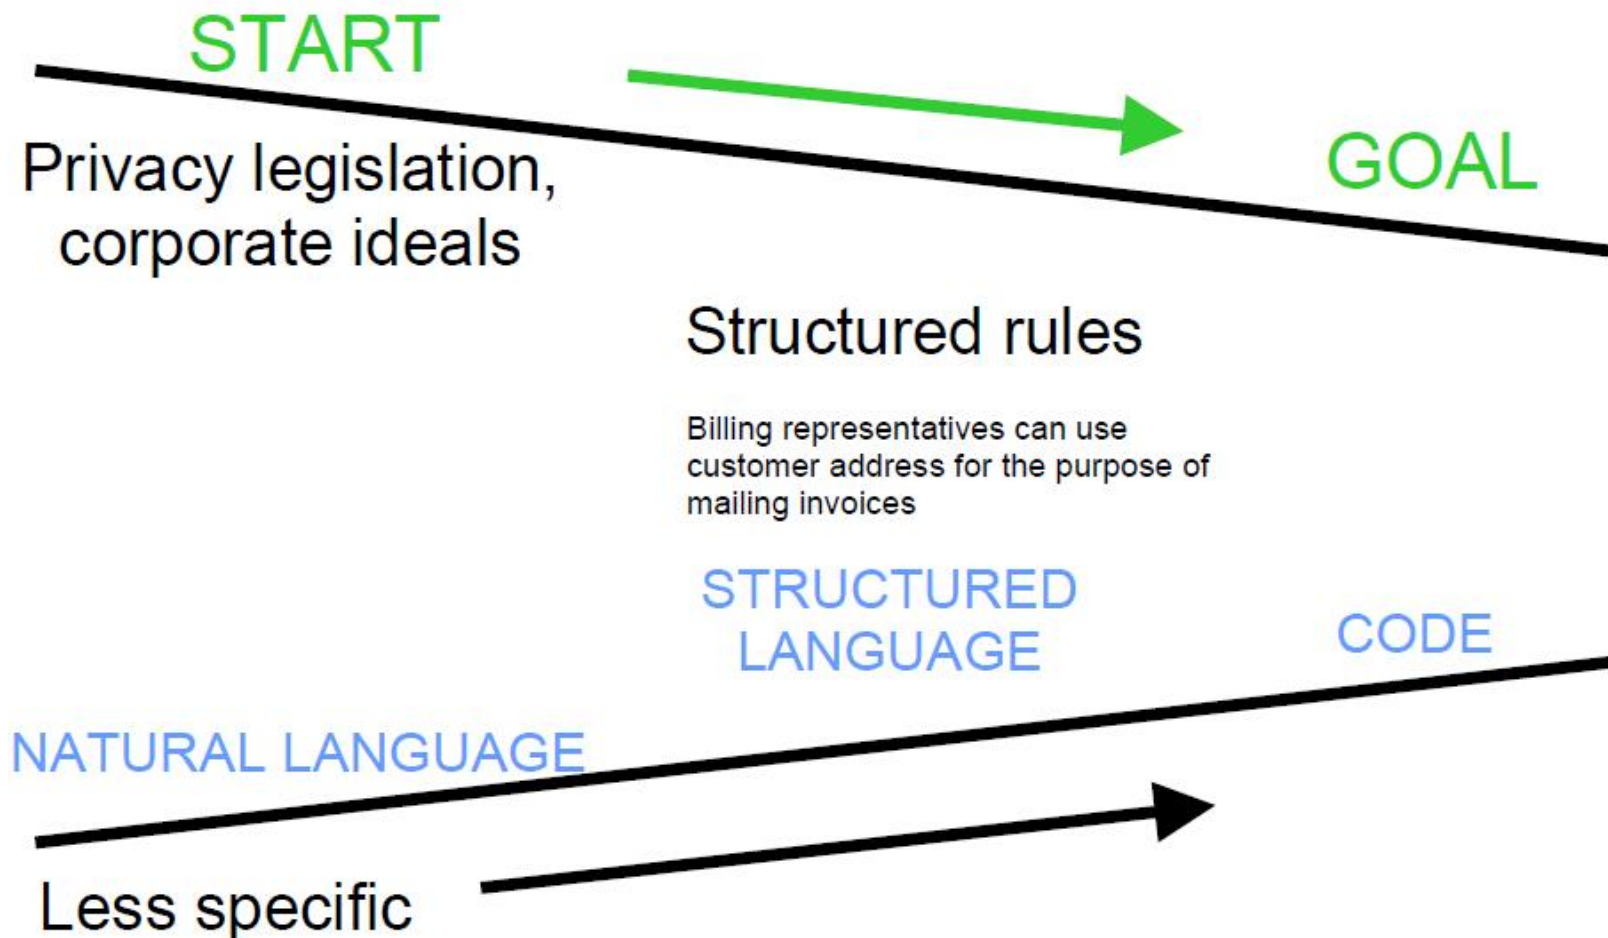 START
GOAL
Privacy legislation,
corporate ideals
Structured rules
Billing representatives can use
customer address for the purpose of
mailing invoices
STRUCTURED
LANGUAGE
CODE
NATURAL LANGUAGE
Less specific